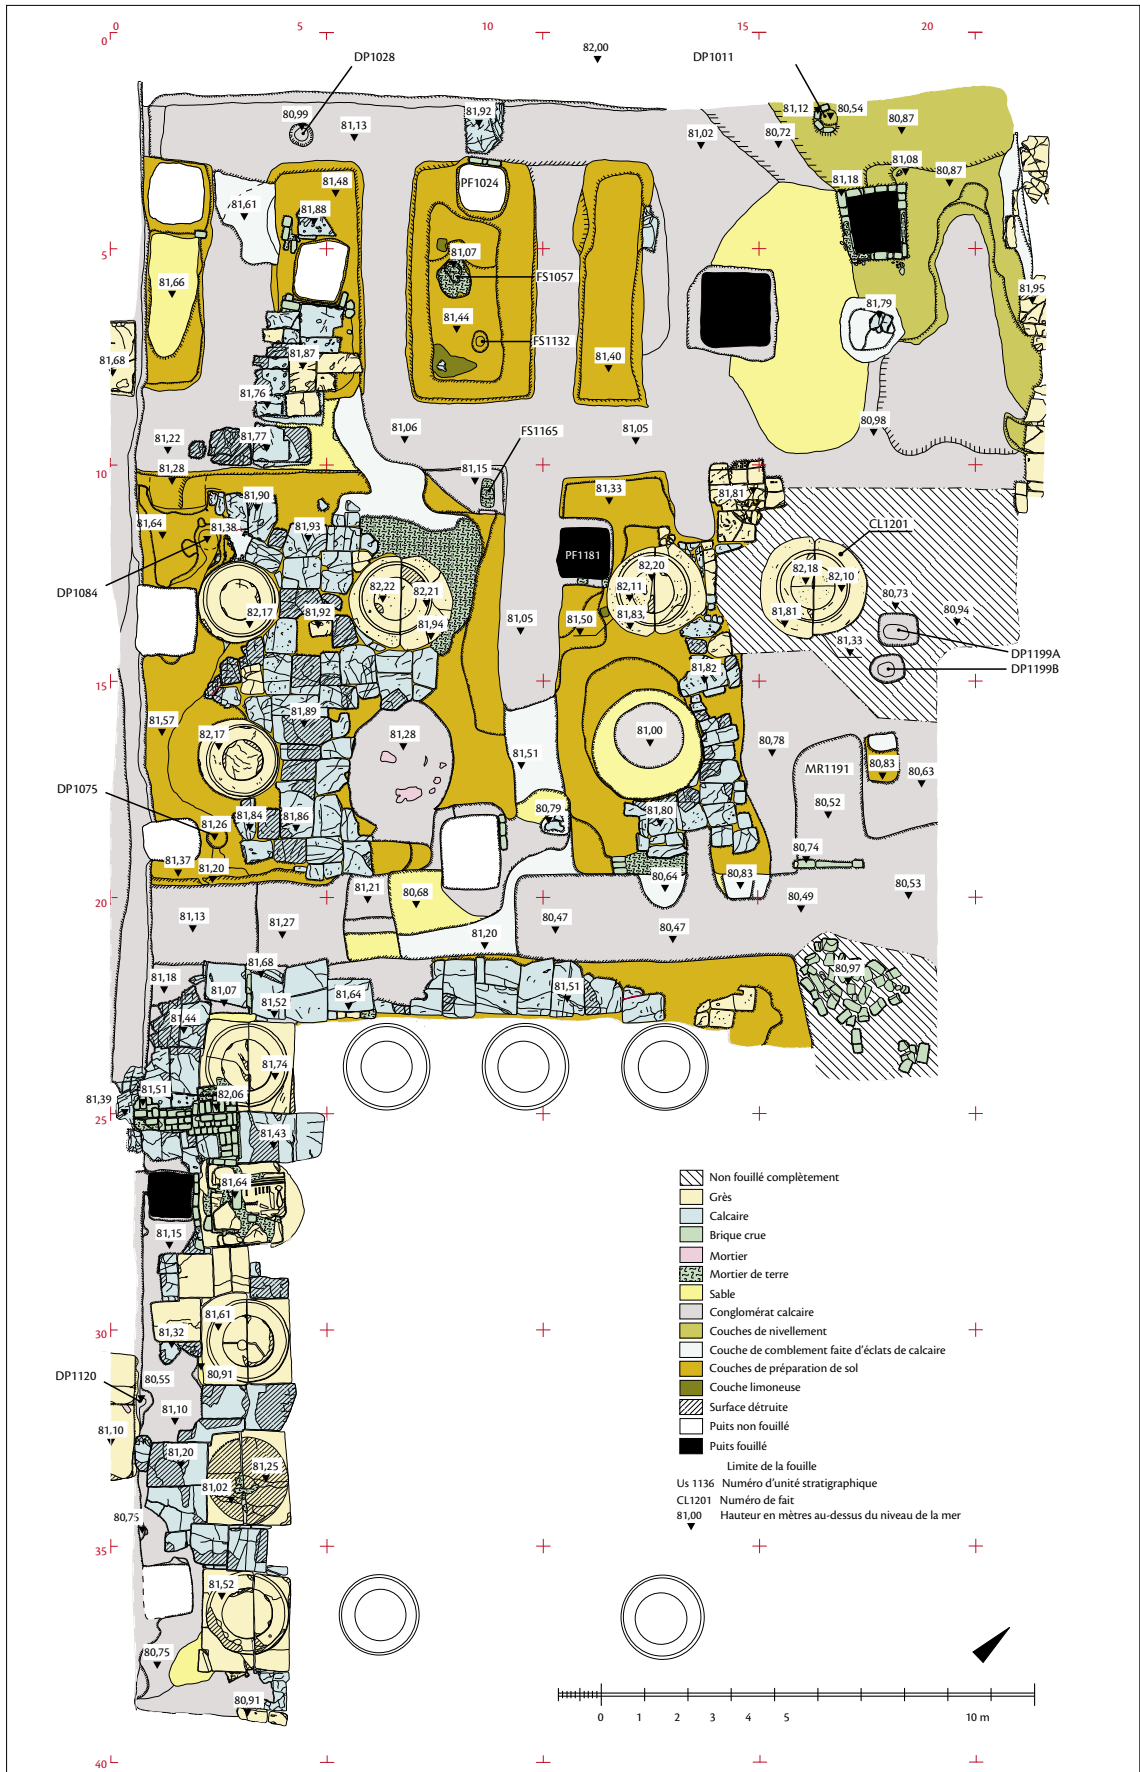 0 5 10 15 20
0
82,00
DP1028 DP1011
80,99 81,13 81,92 81,12 80,54 80,87
81,02 80,72
81,08
81,48 PF1024 81,18 80,87
81,61 81,88
5
81,07
FS1057
81,66 81,79 81,95
81,44
FS1132
81,68 81,87 81,40
81,76
81,22 81,77 81,06 FS1165 81,05 80,98
10
81,28 81,15
81,90 81,33 81,81
81,64 81,38 81,93 CL1201
PF1181
82,20 82,18
DP1084 82,22 82,21 82,11 82,10
80,73
82,17 81,92 81,94 81,05 81,50 81,83 81,81 80,94
81,33 DP1199A
DP1199B
15
81,82
81,89
81,57 82,17 81,28 81,00 80,78
81,51 MR1191 80,83 80,63
DP1075
81,26 81,84 81,86 80,79 81,80 80,52
81,37 81,20 80,74
81,21 80,68 80,64 80,83 80,53
20
81,13 81,27 81,20 80,47 80,47 80,49
81,68
81,18 81,07 81,52 81,64 81,51 80,97
81,44
81,74
81,39 81,51 82,06
25
81,43
81,64
81,15
81,61
30
81,32
80,91
DP1120 80,55
81,10
81,10 81,20 81,25
81,02
80,75
35
81,52
80,75
80,91
40
Non fouillé complètement
Grès
Calcaire
Brique crue
Mortier
Mortier de terre
Sable
Conglomérat calcaire
Couches de nivellement
Couche de comblement faite d'éclats de calcaire
Couches de préparation de sol
Couche limoneuse
Surface détruite
Puits non fouillé
Puits fouillé
Limite de la fouille
Us 1136 Numéro d'unité stratigraphique
CL1201 Numéro de fait
81,00 Hauteur en mètres au-dessus du niveau de la mer
0 1 2 3 4 5 10 m